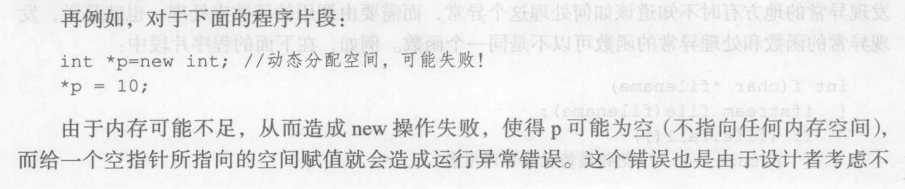 再例如，对于下面的程序片段：
int *p=new int; //动态分配空间，可能失败！
*p = 10;
由于内存可能不足，从而造成 new 操作失败，使得 p 可能为空（不指向任何内存空间），
而给一个空指针所指向的空间赋值就会造成运行异常错误。这个错误也是由于设计者考虑不